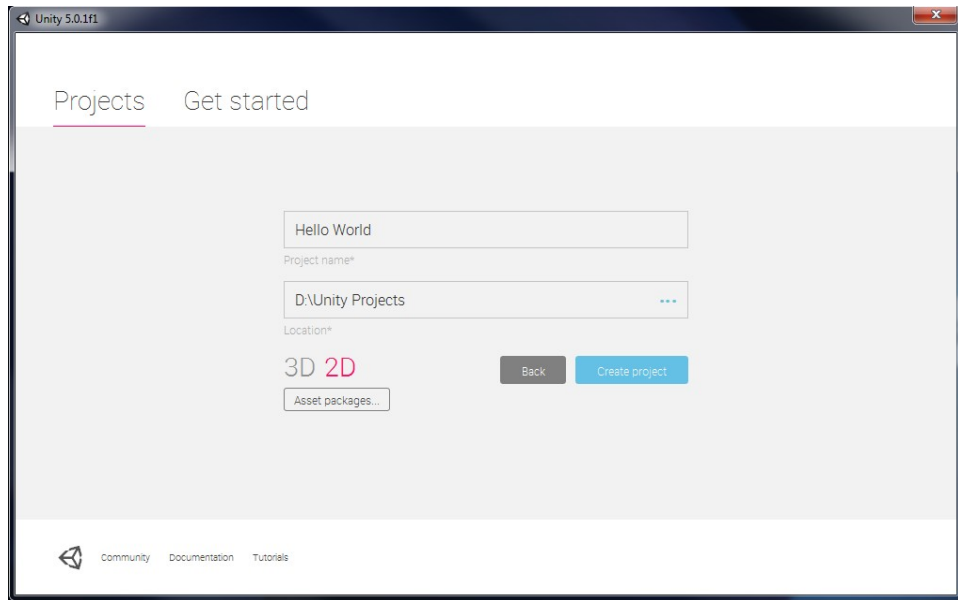 Unity 5.0.1f1
Projects Get started
Hello World
Project name*
D:\Unity Projects ...
Location*
3D 2D Back Create project
Asset packages...
Community Documentation Tutorials